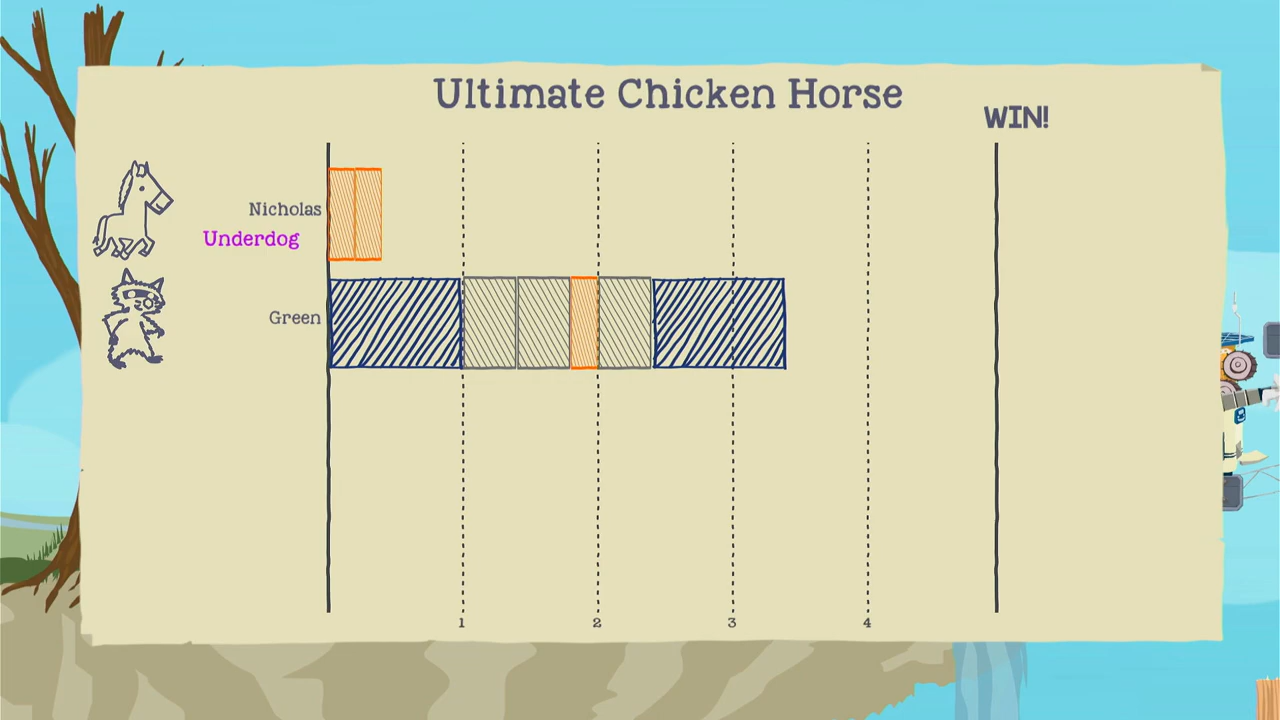 Ultimate Chicken Horse
WIN!
Nicholas
Underdog
Green
1 2 3 4